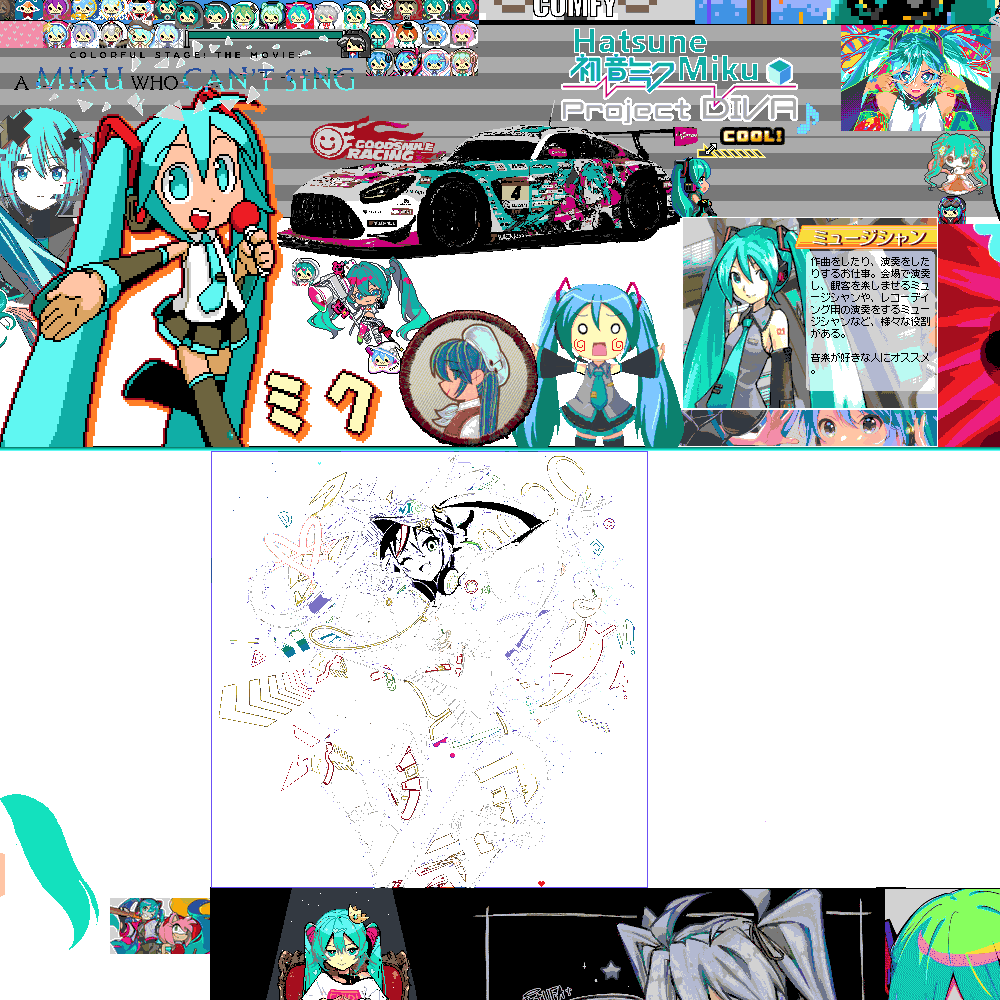 COMFY
COLORFUL STAGE! THE MOVIE:
A MIKU WHO CAN'T SING
Hatsune
初音ミク Miku
Project DIVA
COOL!
GOODSMILE
RACING
4
ミュージシャン
作曲をしたり、演奏をした
りするお仕事。会場で演奏
し、観客を楽しませるミュ
ージシャンや、レコーディ
ング用の演奏をするミュー
ジシャンなど、様々な役割
がある。
音楽が好きな人にオススメ
。
ミク